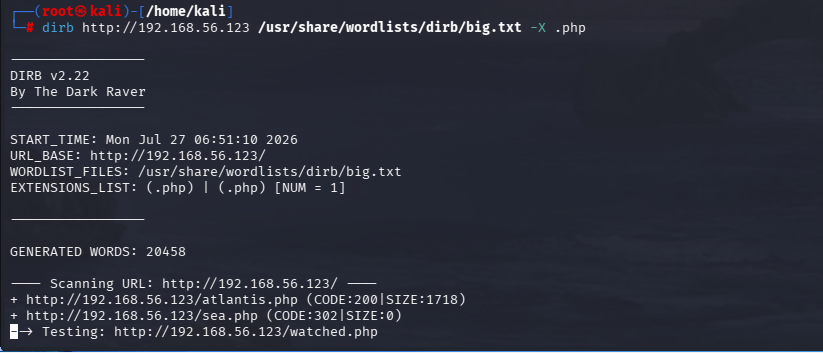 ┌──(root㉿kali)-[/home/kali]
└─# dirb http://192.168.56.123 /usr/share/wordlists/dirb/big.txt -X .php
-----------------
DIRB v2.22
By The Dark Raver
-----------------
START_TIME: Mon Jul 27 06:51:10 2026
URL_BASE: http://192.168.56.123/
WORDLIST_FILES: /usr/share/wordlists/dirb/big.txt
EXTENSIONS_LIST: (.php) | (.php) [NUM = 1]
-----------------
GENERATED WORDS: 20458
---- Scanning URL: http://192.168.56.123/ ----
+ http://192.168.56.123/atlantis.php (CODE:200|SIZE:1718)
+ http://192.168.56.123/sea.php (CODE:302|SIZE:0)
--> Testing: http://192.168.56.123/watched.php